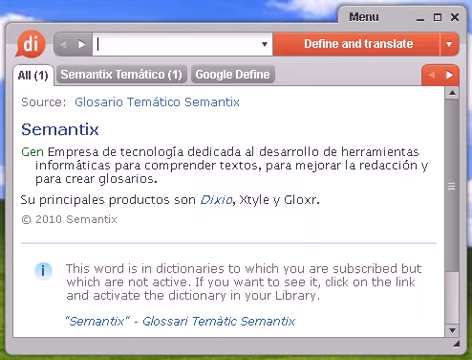 Menu
di
Define and translate
All (1) Semantix Temático (1) Google Define
Source: Glosario Temático Semantix
Semantix
Gen Empresa de tecnología dedicada al desarrollo de herramientas
informáticas para comprender textos, para mejorar la redacción y
para crear glosarios.
Su principales productos son Dixio, Xtyle y Gloxr.
© 2010 Semantix
This word is in dictionaries to which you are subscribed but
which are not active. If you want to see it, click on the link
and activate the dictionary in your Library.
"Semantix" - Glossari Temàtic Semantix